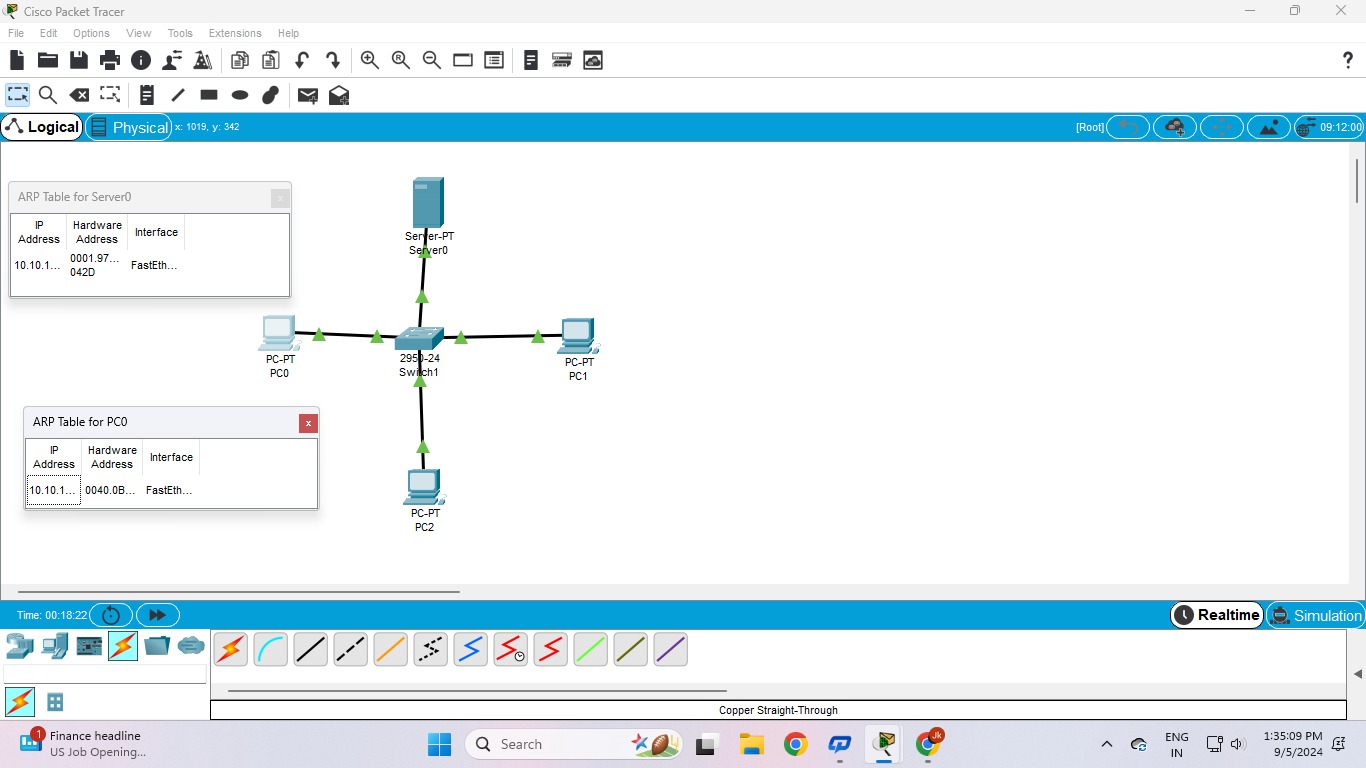 Cisco Packet Tracer
File Edit Options View Tools Extensions Help
?
Logical Physical x: 1019, y: 342 [Root] 09:12:00
ARP Table for Server0 x
IP Address Hardware Address Interface
10.10.1... 0001.97... 042D FastEth...
Server-PT
Server0
PC-PT
PC0
2950-24
Switch1
PC-PT
PC1
ARP Table for PC0 x
IP Address Hardware Address Interface
10.10.1... 0040.0B... FastEth...
PC-PT
PC2
Time: 00:18:22 Realtime Simulation
Copper Straight-Through
1 Finance headline
US Job Opening...
Search
Jk
ENG
IN
1:35:09 PM
9/5/2024